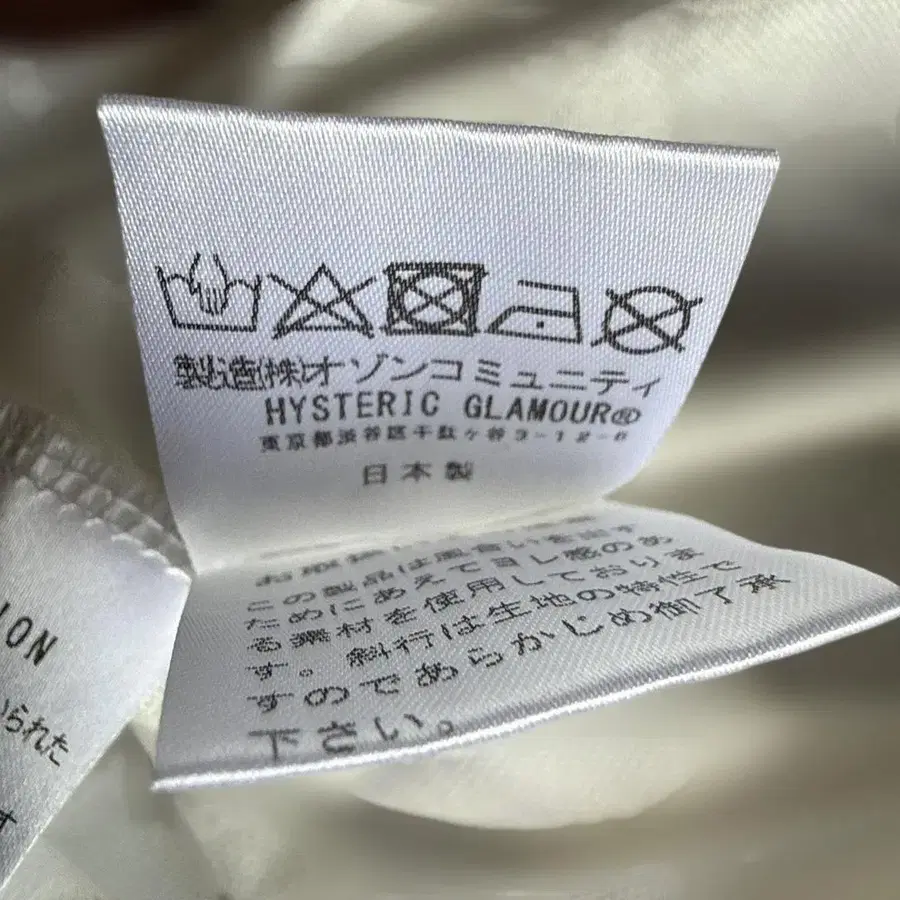 製造(株)オゾンコミュニティ
HYSTERIC GLAMOUR®
東京都渋谷区千駄ヶ谷3-12-8
日本製
この製品は風合いを出す
ためにあえてヨレ感のあ
る素材を使用しておりま
す。斜行は生地の特性で
すのであらかじめ御了承
下さい。
ION
られた
す